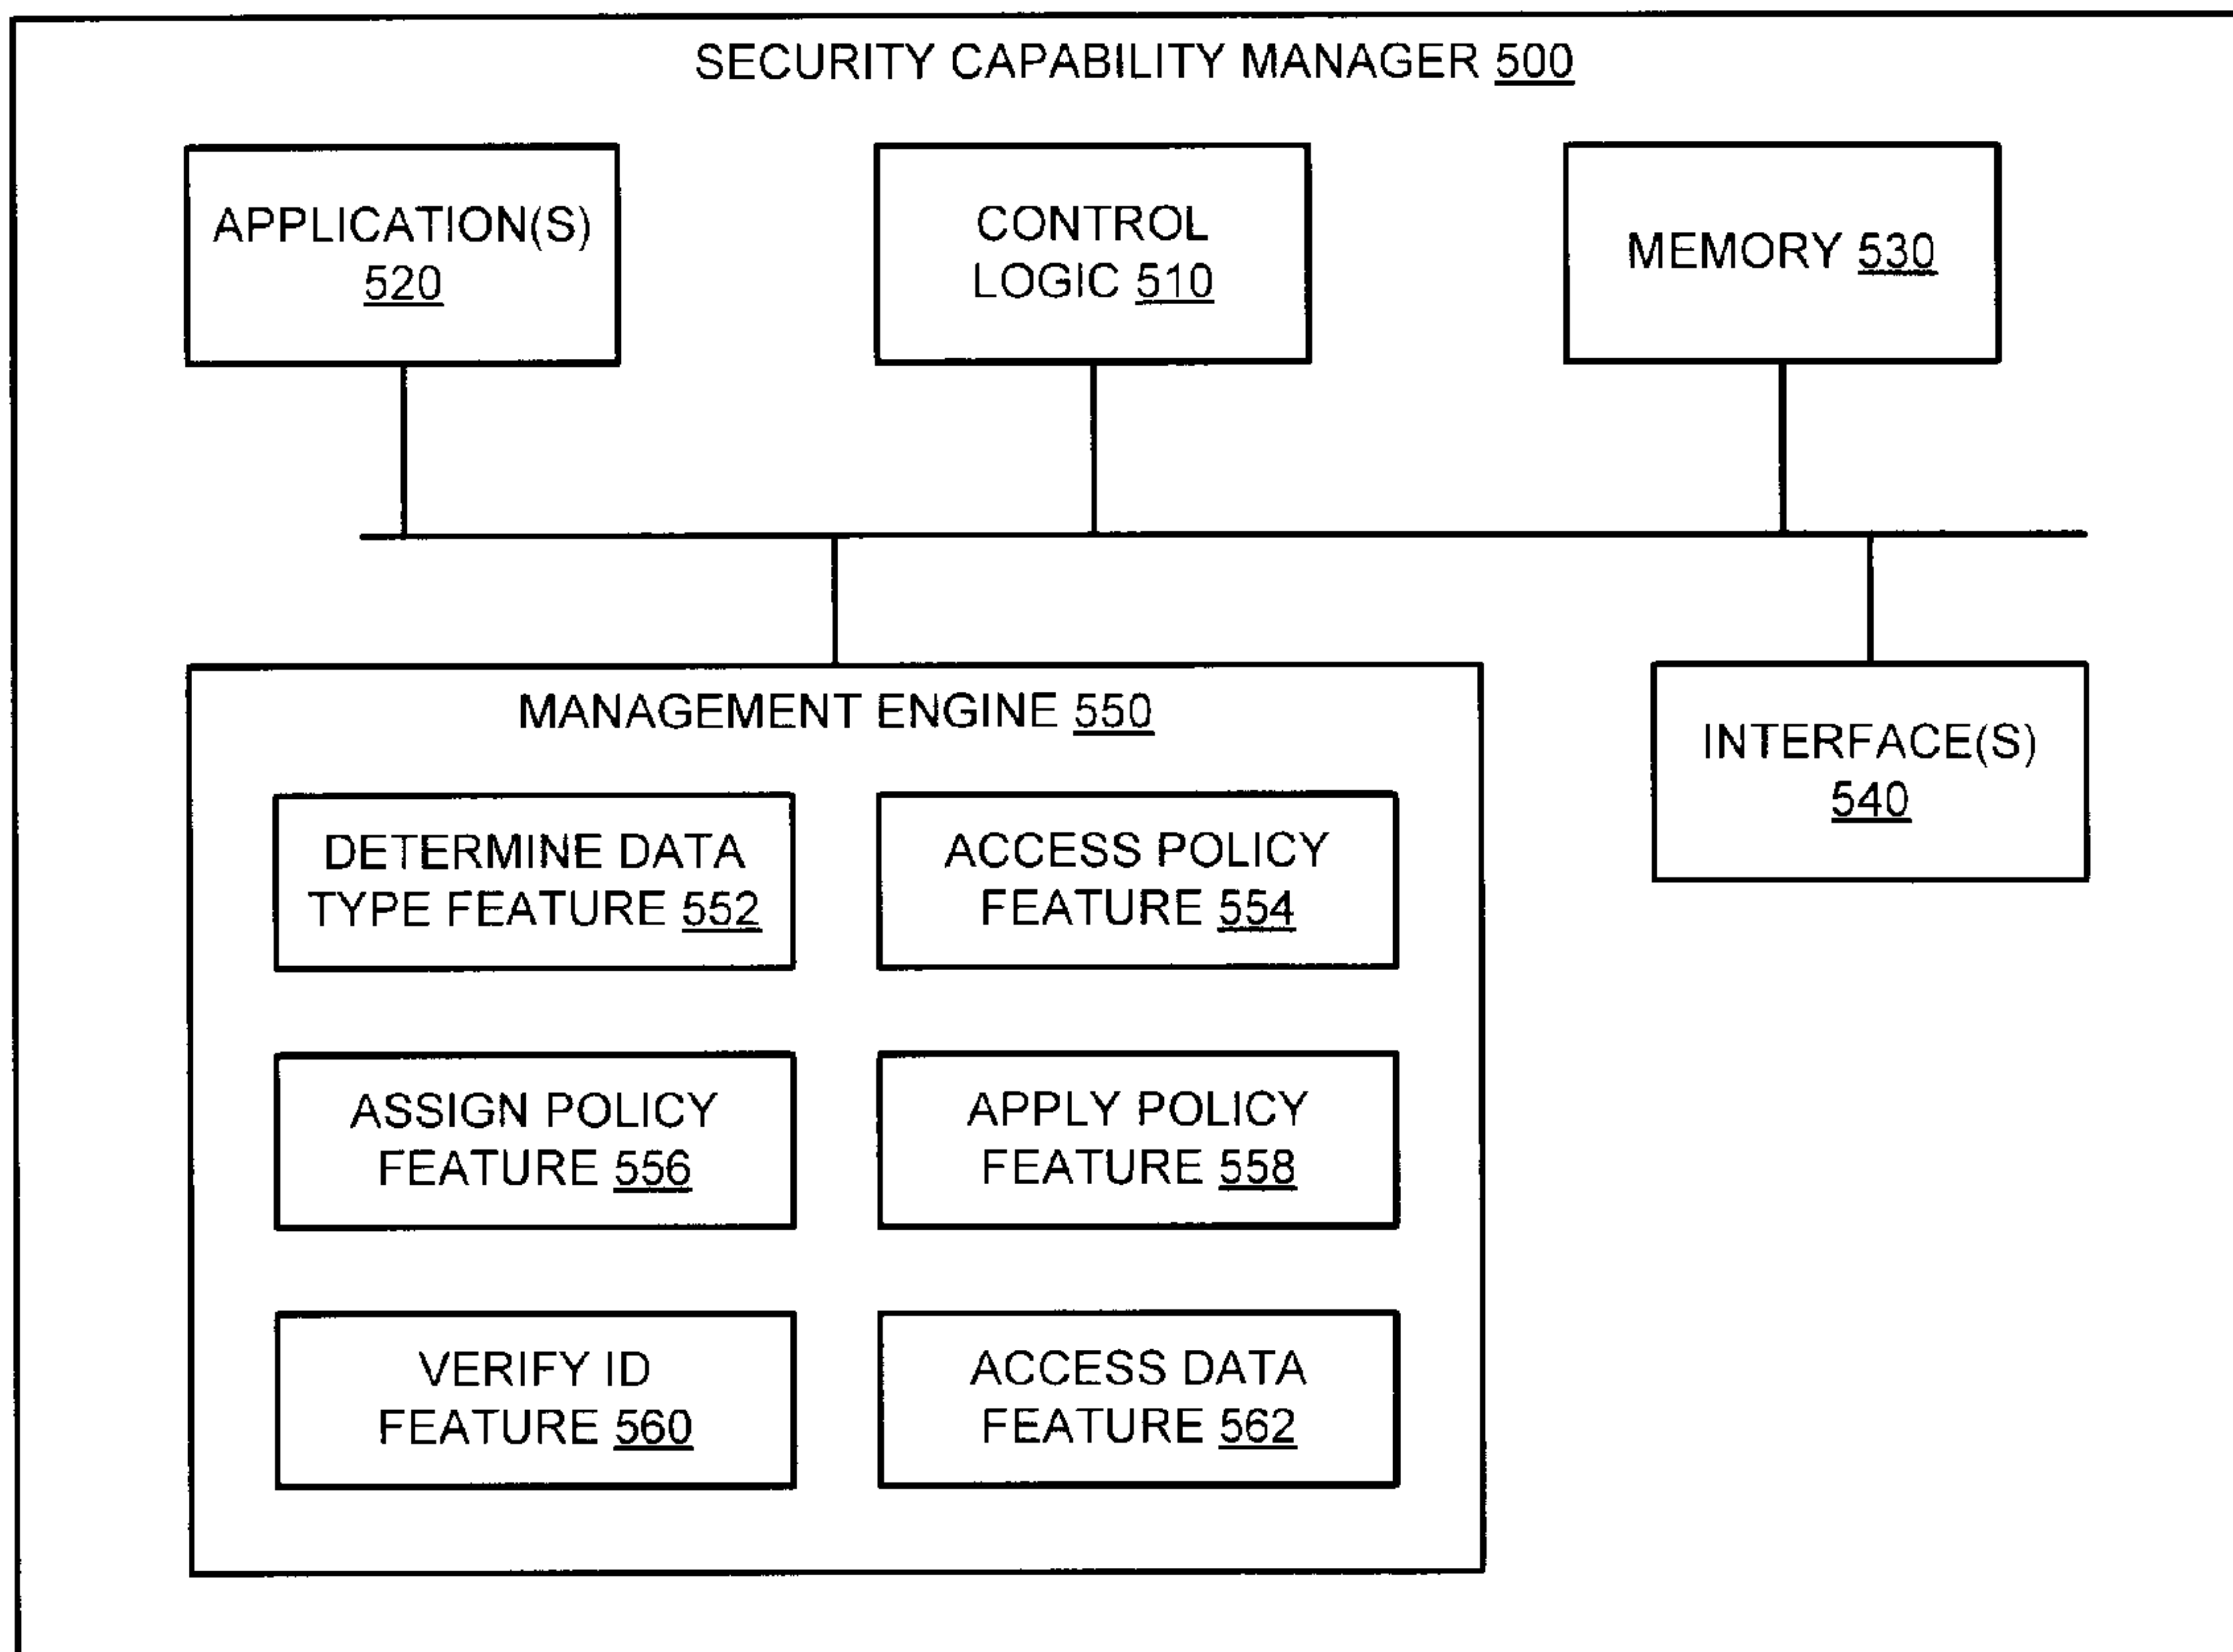 SECURITY CAPABILITY MANAGER 500
APPLICATION(S)
520
CONTROL
LOGIC 510
MEMORY 530
MANAGEMENT ENGINE 550
INTERFACE(S)
540
DETERMINE DATA
TYPE FEATURE 552
ACCESS POLICY
FEATURE 554
ASSIGN POLICY
FEATURE 556
APPLY POLICY
FEATURE 558
VERIFY ID
FEATURE 560
ACCESS DATA
FEATURE 562